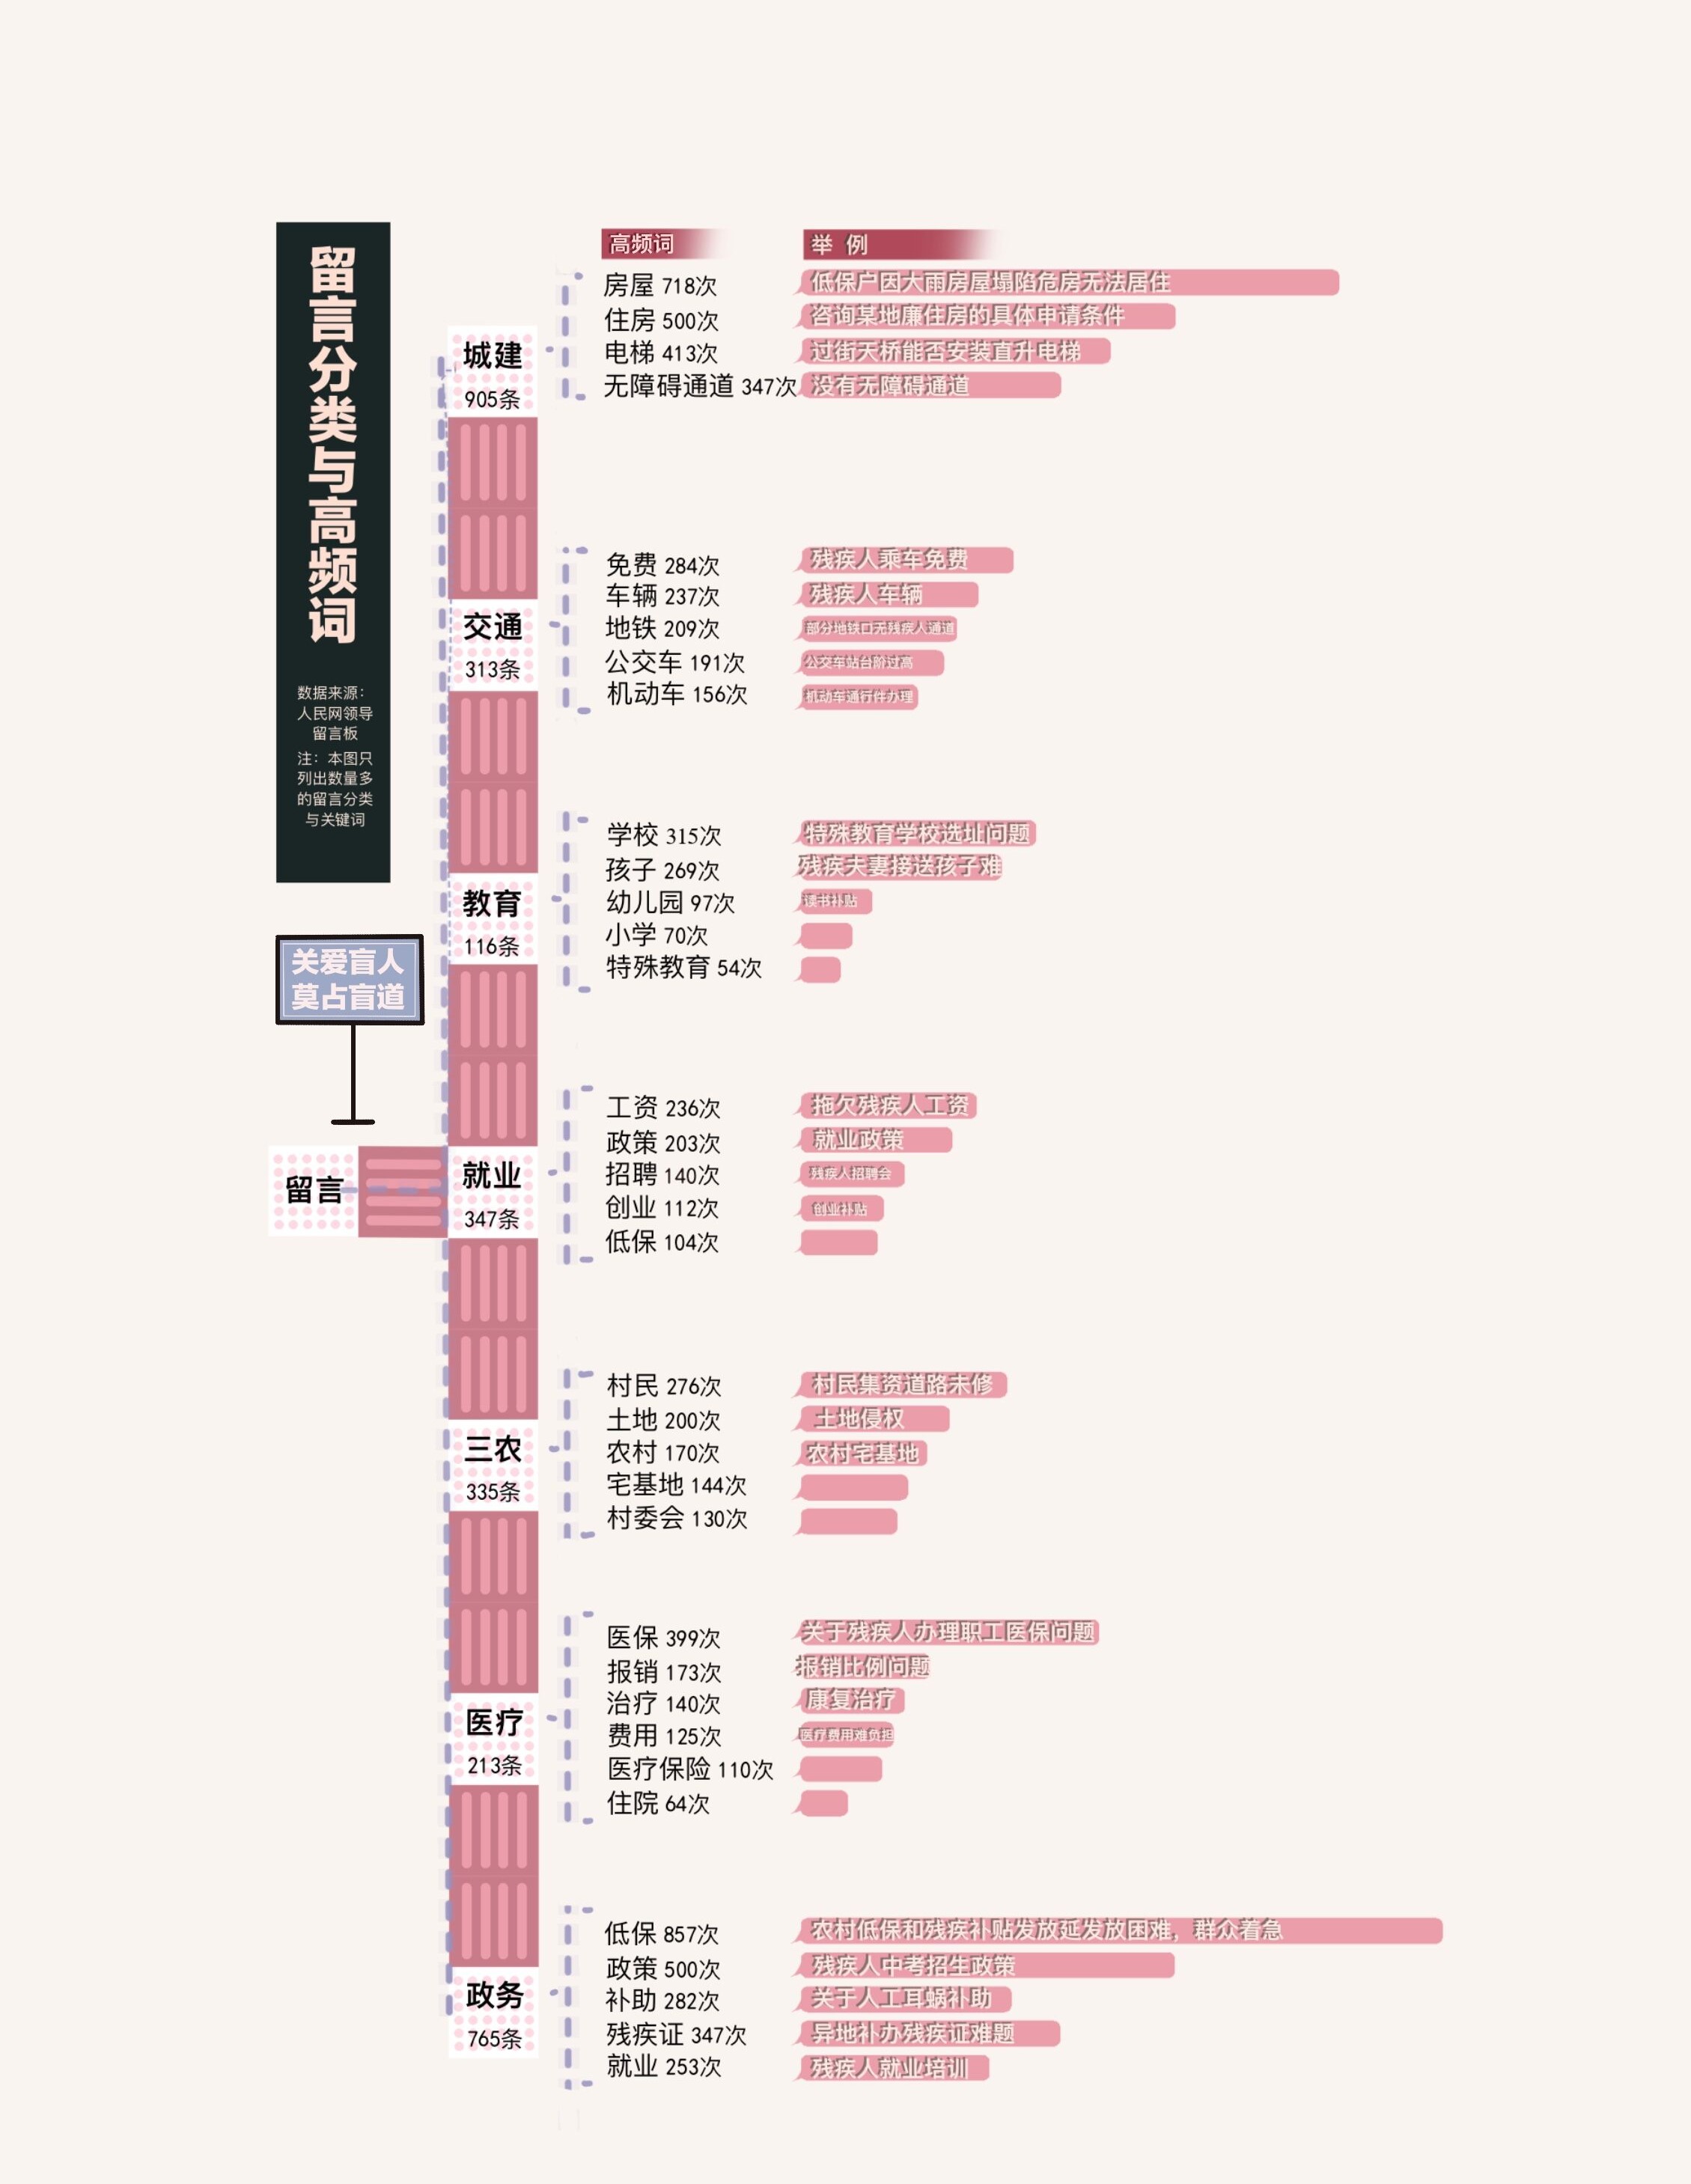 留言分类与高频词
数据来源：
人民网领导
留言板
注：本图只
列出数量多
的留言分类
与关键词
关爱盲人
莫占盲道
留言
高频词 举 例
城建
905条
房屋 718次 低保户因大雨房屋塌陷危房无法居住
住房 500次 咨询某地廉住房的具体申请条件
电梯 413次 过街天桥能否安装直升电梯
无障碍通道 347次 没有无障碍通道
交通
313条
免费 284次 残疾人乘车免费
车辆 237次 残疾人车辆
地铁 209次 部分地铁口无残疾人通道
公交车 191次 公交车站台阶过高
机动车 156次 机动车通行件办理
教育
116条
学校 315次 特殊教育学校选址问题
孩子 269次 残疾夫妻接送孩子难
幼儿园 97次 读书补贴
小学 70次
特殊教育 54次
就业
347条
工资 236次 拖欠残疾人工资
政策 203次 就业政策
招聘 140次 残疾人招聘会
创业 112次 创业补贴
低保 104次
三农
335条
村民 276次 村民集资道路未修
土地 200次 土地侵权
农村 170次 农村宅基地
宅基地 144次
村委会 130次
医疗
213条
医保 399次 关于残疾人办理职工医保问题
报销 173次 报销比例问题
治疗 140次 康复治疗
费用 125次 医疗费用难负担
医疗保险 110次
住院 64次
政务
765条
低保 857次 农村低保和残疾补贴发放延发放困难，群众着急
政策 500次 残疾人中考招生政策
补助 282次 关于人工耳蜗补助
残疾证 347次 异地补办残疾证难题
就业 253次 残疾人就业培训